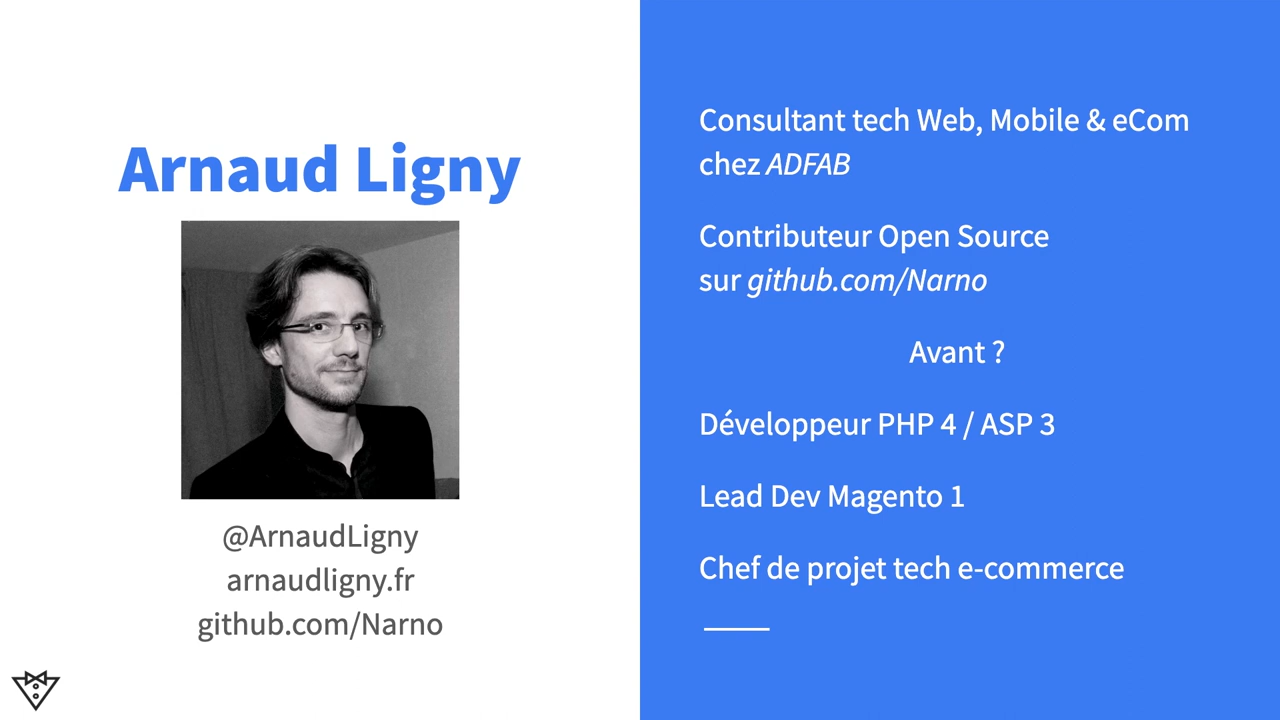 Arnaud Ligny
@ArnaudLigny
arnaudligny.fr
github.com/Narno
Consultant tech Web, Mobile & eCom
chez ADFAB
Contributeur Open Source
sur github.com/Narno
Avant ?
Développeur PHP 4 / ASP 3
Lead Dev Magento 1
Chef de projet tech e-commerce